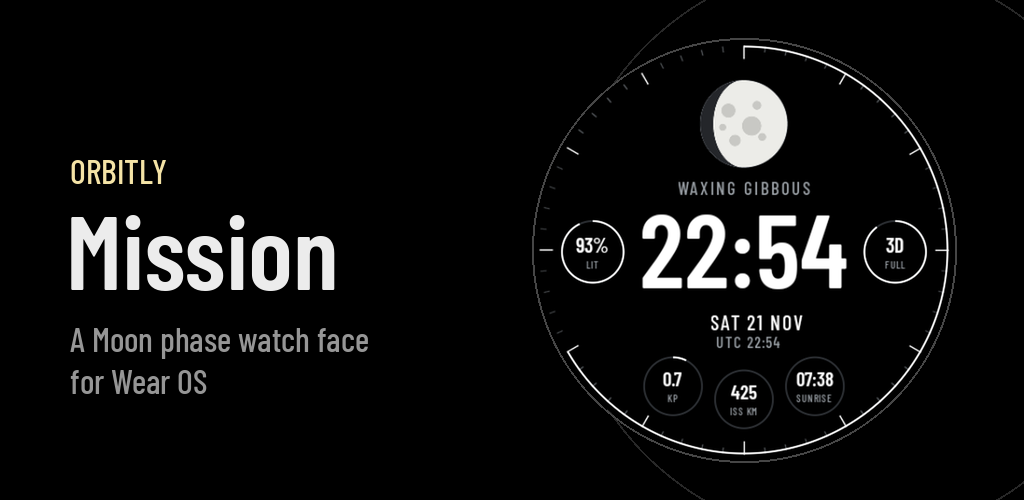 ORBITLY
Mission
A Moon phase watch face
for Wear OS
WAXING GIBBOUS
93%
LIT
22:54
3D
FULL
SAT 21 NOV
UTC 22:54
0.7
KP
425
ISS KM
07:38
SUNRISE